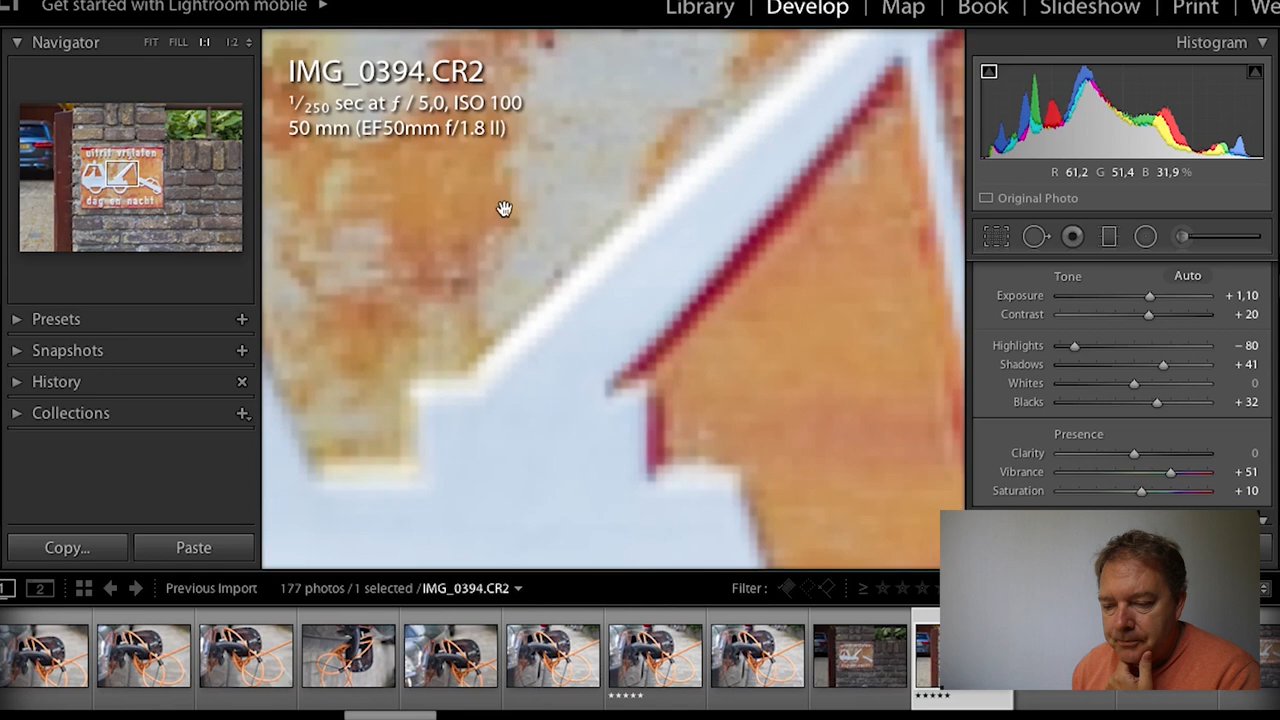 Get started with Lightroom mobile
Library | Develop | Map | Book | Slideshow | Print |
Navigator FIT FILL 1:1 1:2
uitrit vrijlaten
dag en nacht
Presets
Snapshots
History
Collections
Copy... Paste
IMG_0394.CR2
1/250 sec at ƒ / 5,0, ISO 100
50 mm (EF50mm f/1.8 II)
Histogram
R 61,2 G 51,4 B 31,9 %
Original Photo
Tone Auto
Exposure + 1,10
Contrast + 20
Highlights − 80
Shadows + 41
Whites 0
Blacks + 32
Presence
Clarity 0
Vibrance + 51
Saturation + 10
1 2 Previous Import 177 photos / 1 selected / IMG_0394.CR2 Filter : ≥